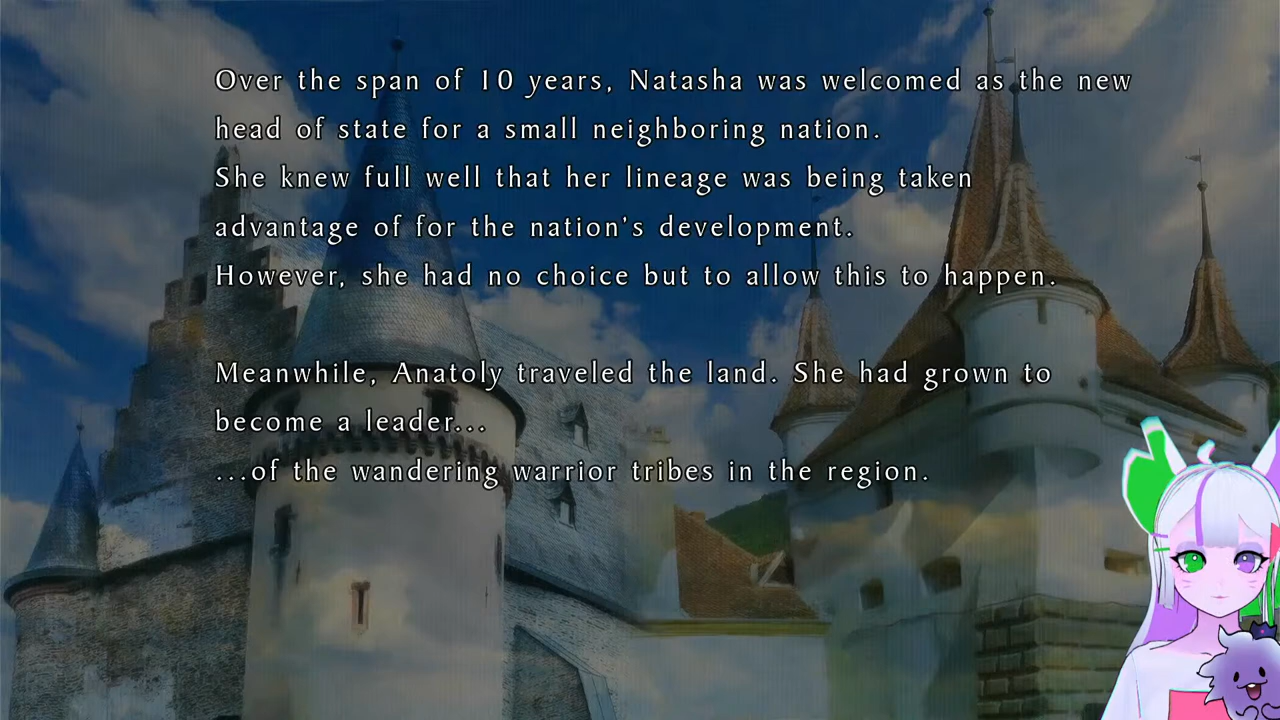 Over the span of 10 years, Natasha was welcomed as the new
head of state for a small neighboring nation.
She knew full well that her lineage was being taken
advantage of for the nation's development.
However, she had no choice but to allow this to happen.
Meanwhile, Anatoly traveled the land. She had grown to
become a leader...
...of the wandering warrior tribes in the region.